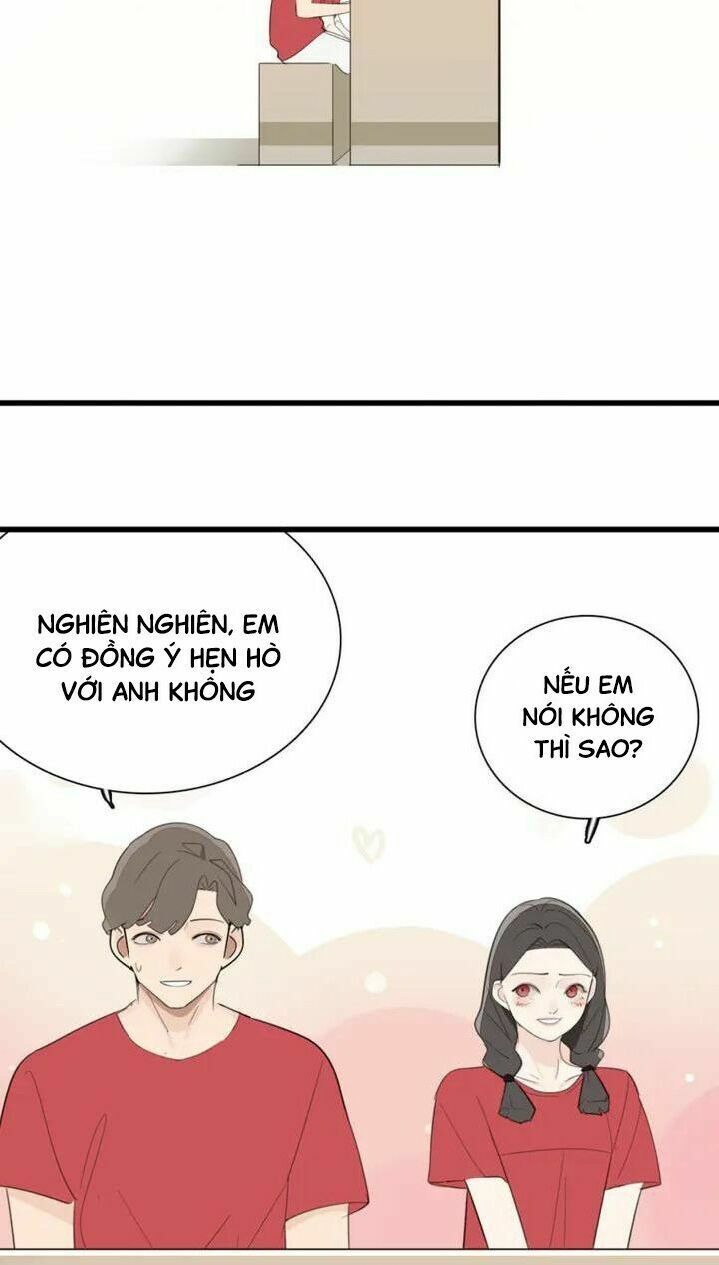 NGHIÊN NGHIÊN, EM
CÓ ĐỒNG Ý HẸN HÒ
VỚI ANH KHÔNG
NẾU EM
NÓI KHÔNG
THÌ SAO?